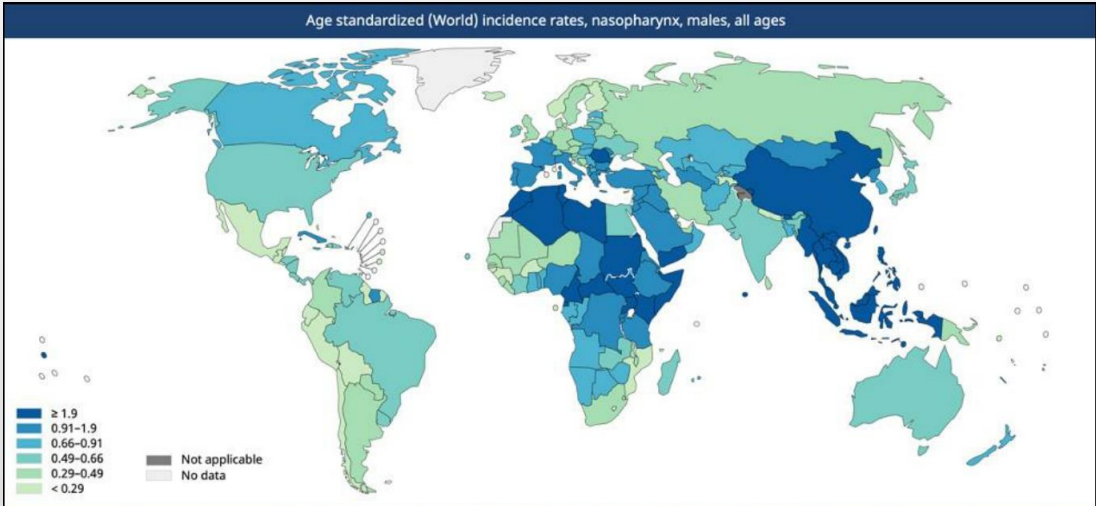 Age standardized (World) incidence rates, nasopharynx, males, all ages
≥ 1.9
0.91–1.9
0.66–0.91
0.49–0.66
0.29–0.49
< 0.29
Not applicable
No data